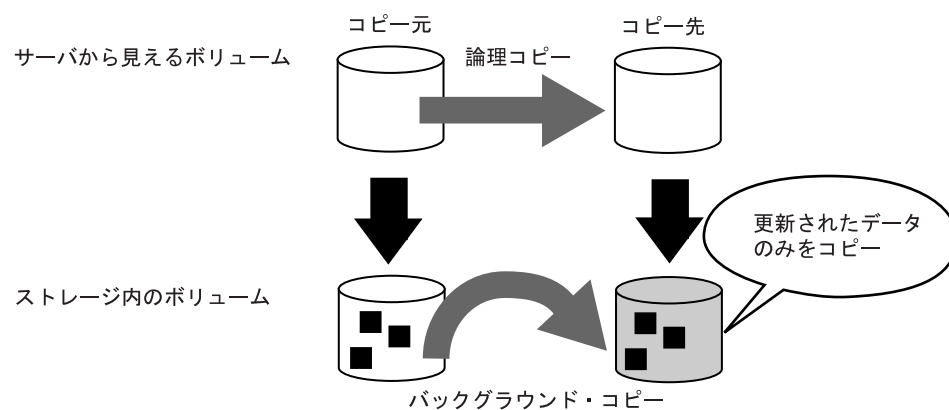 コピー元
コピー先
サーバから見えるボリューム
論理コピー
更新されたデータ
のみをコピー
ストレージ内のボリューム
バックグラウンド・コピー